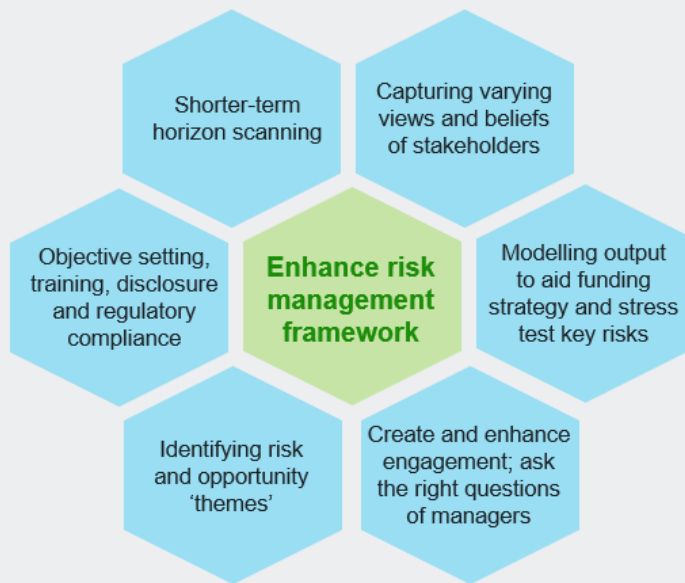 Shorter-term
horizon scanning
Capturing varying
views and beliefs
of stakeholders
Objective setting,
training, disclosure
and regulatory
compliance
Enhance risk
management
framework
Modelling output
to aid funding
strategy and stress
test key risks
Identifying risk
and opportunity
‘themes’
Create and enhance
engagement; ask
the right questions
of managers